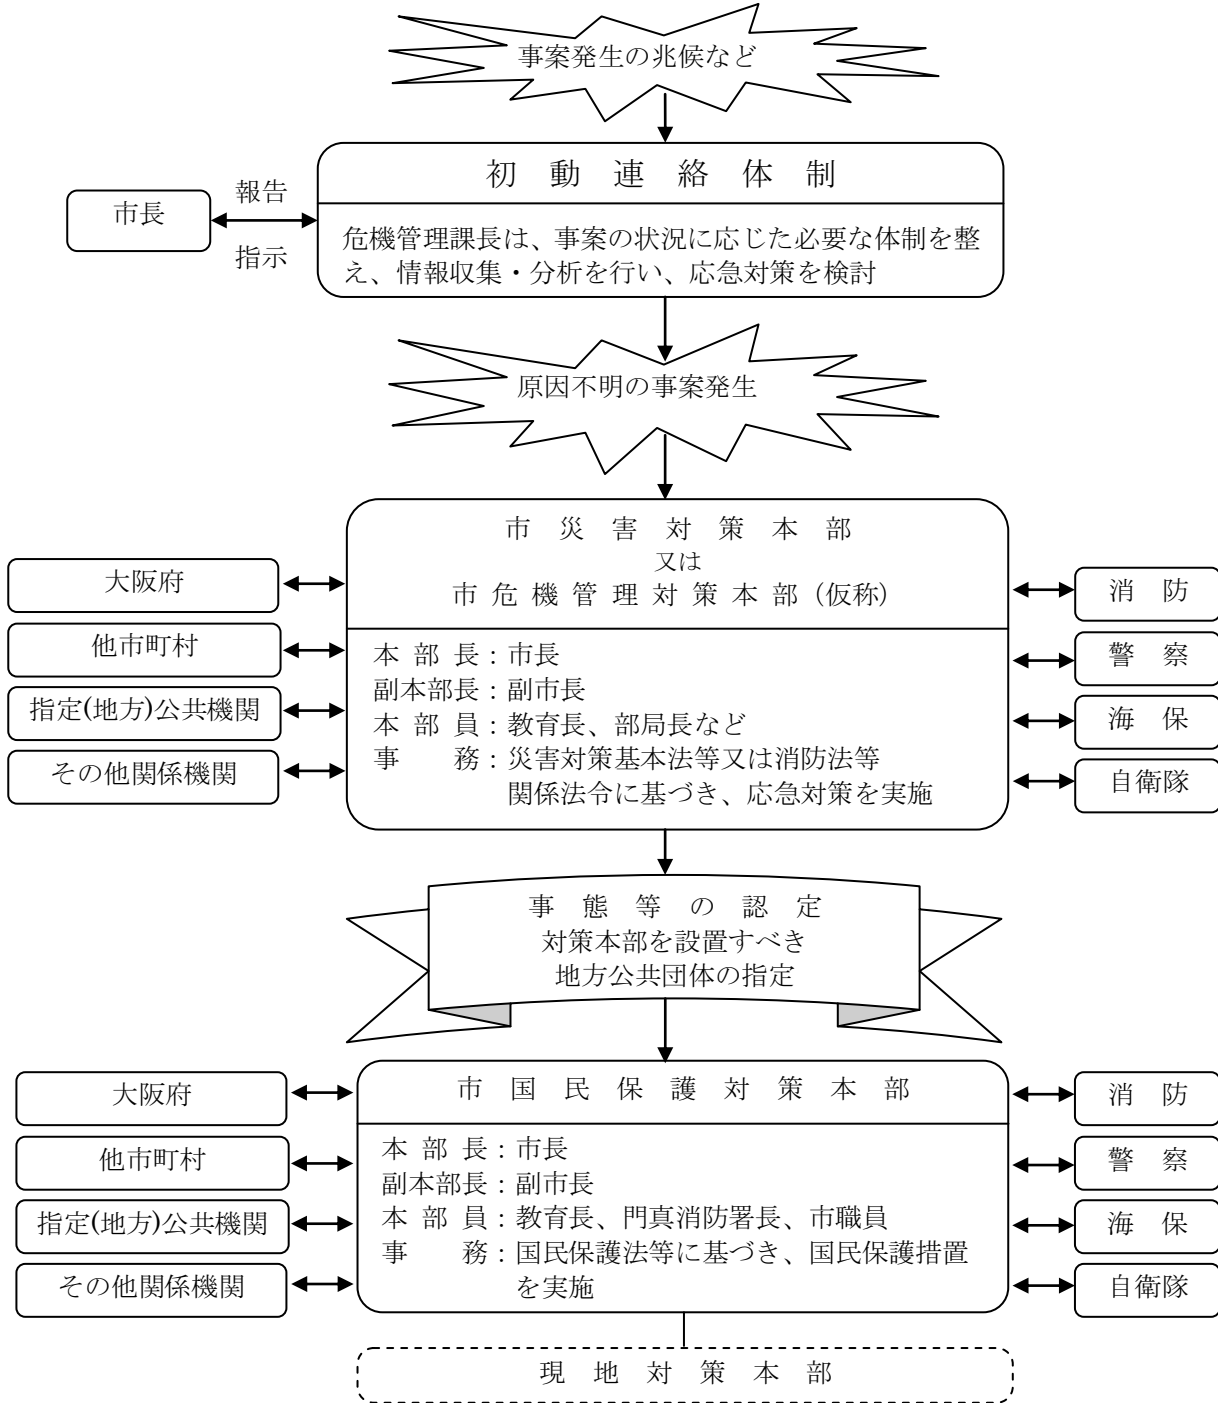 事案発生の兆候など
初動連絡体制
市長
報告
指示
危機管理課長は、事案の状況に応じた必要な体制を整
え、情報収集・分析を行い、応急対策を検討
原因不明の事案発生
市災害対策本部
又は
市危機管理対策本部（仮称）
本部長：市長
副本部長：副市長
本部員：教育長、部局長など
事　務：災害対策基本法等又は消防法等
関係法令に基づき、応急対策を実施
大阪府
他市町村
指定(地方)公共機関
その他関係機関
消　防
警　察
海　保
自衛隊
事態等の認定
対策本部を設置すべき
地方公共団体の指定
市国民保護対策本部
本部長：市長
副本部長：副市長
本部員：教育長、門真消防署長、市職員
事　務：国民保護法等に基づき、国民保護措置
を実施
大阪府
他市町村
指定(地方)公共機関
その他関係機関
消　防
警　察
海　保
自衛隊
現地対策本部